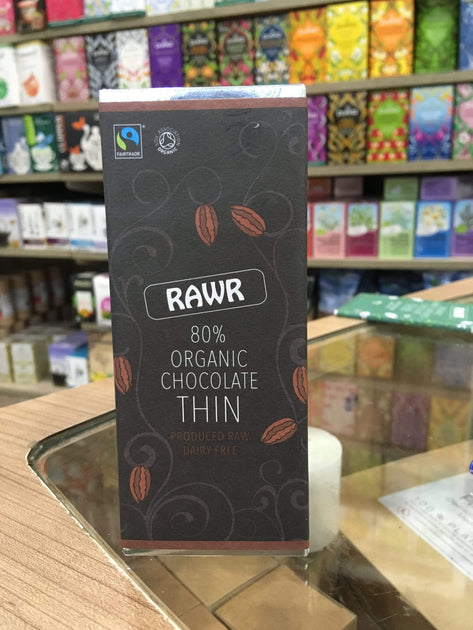 FAIRTRADE
ORGANIC
RAWR
80%
ORGANIC
CHOCOLATE
THIN
PRODUCED RAW
DAIRY FREE